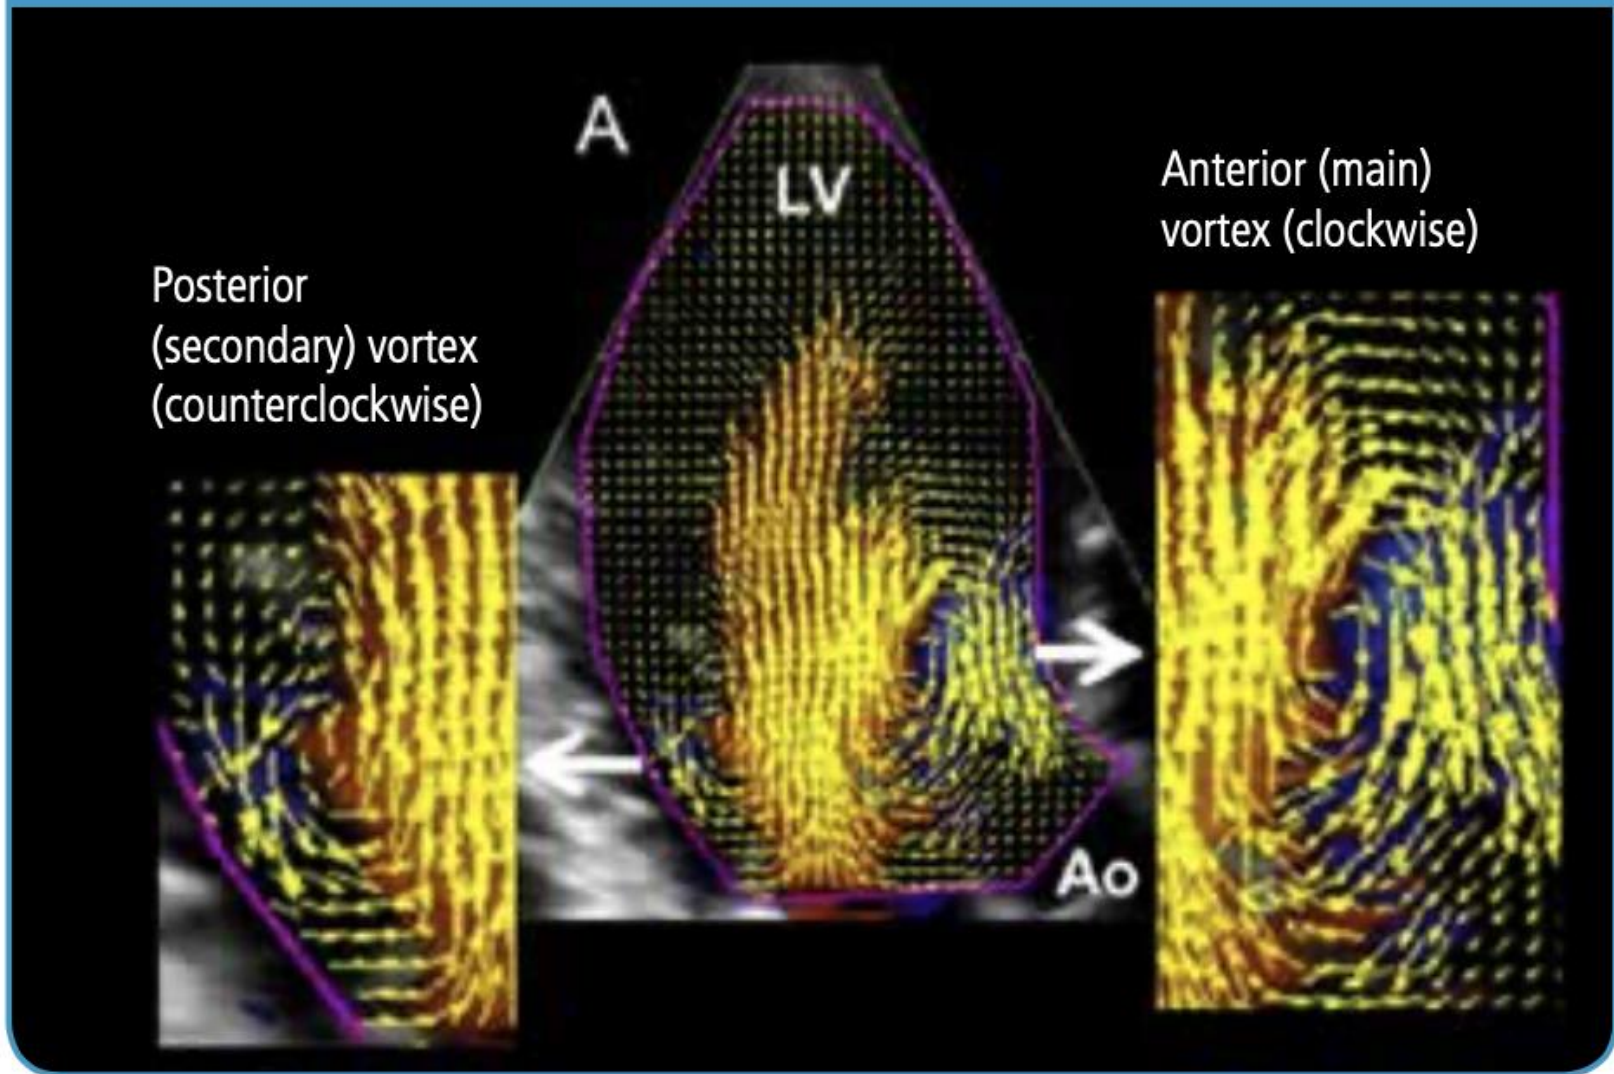 A
LV
Anterior (main)
vortex (clockwise)
Posterior
(secondary) vortex
(counterclockwise)
Ao